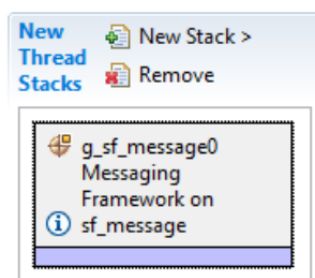 New Thread Stacks
New Stack >
Remove
g_sf_message0
Messaging
Framework on
sf_message